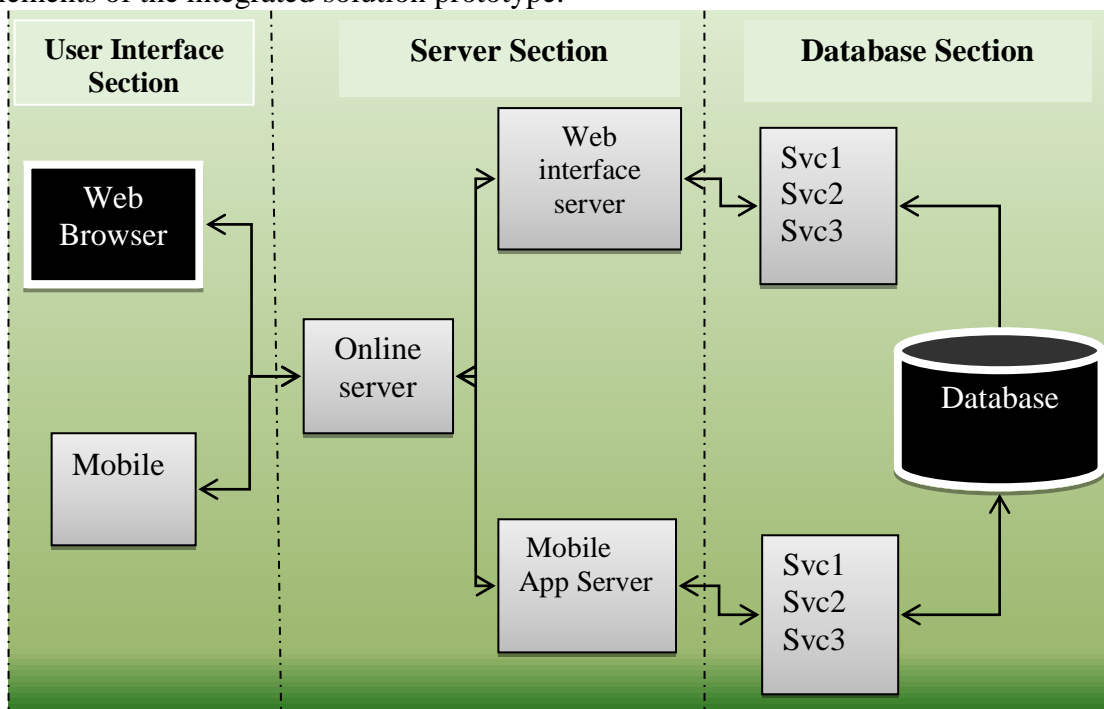 ements of the integrated solution prototype.
User Interface
Section
Server Section
Database Section
Web
Browser
Mobile
Online
server
Web
interface
server
Mobile
App Server
Svc1
Svc2
Svc3
Database
Svc1
Svc2
Svc3